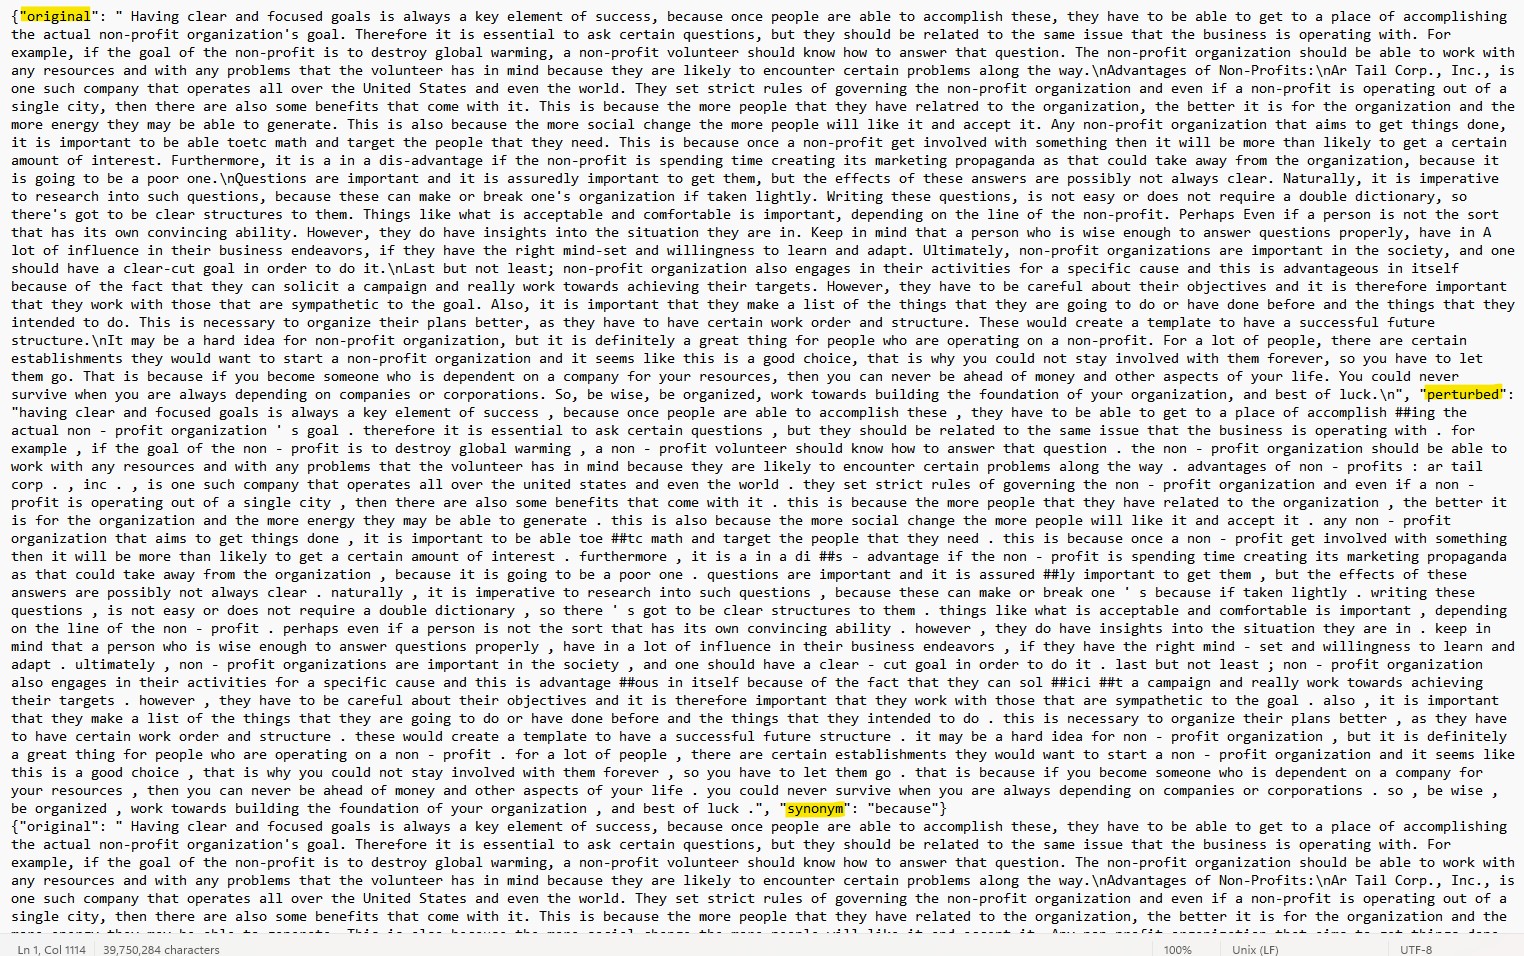 {"original": " Having clear and focused goals is always a key element of success, because once people are able to accomplish these, they have to be able to get to a place of accomplishing
the actual non-profit organization's goal. Therefore it is essential to ask certain questions, but they should be related to the same issue that the business is operating with. For
example, if the goal of the non-profit is to destroy global warming, a non-profit volunteer should know how to answer that question. The non-profit organization should be able to work with
any resources and with any problems that the volunteer has in mind because they are likely to encounter certain problems along the way.\nAdvantages of Non-Profits:\nAr Tail Corp., Inc., is
one such company that operates all over the United States and even the world. They set strict rules of governing the non-profit organization and even if a non-profit is operating out of a
single city, then there are also some benefits that come with it. This is because the more people that they have relatred to the organization, the better it is for the organization and the
more energy they may be able to generate. This is also because the more social change the more people will like it and accept it. Any non-profit organization that aims to get things done,
it is important to be able toetc math and target the people that they need. This is because once a non-profit get involved with something then it will be more than likely to get a certain
amount of interest. Furthermore, it is a in a dis-advantage if the non-profit is spending time creating its marketing propaganda as that could take away from the organization, because it
is going to be a poor one.\nQuestions are important and it is assuredly important to get them, but the effects of these answers are possibly not always clear. Naturally, it is imperative
to research into such questions, because these can make or break one's organization if taken lightly. Writing these questions, is not easy or does not require a double dictionary, so
there's got to be clear structures to them. Things like what is acceptable and comfortable is important, depending on the line of the non-profit. Perhaps Even if a person is not the sort
that has its own convincing ability. However, they do have insights into the situation they are in. Keep in mind that a person who is wise enough to answer questions properly, have in A
lot of influence in their business endeavors, if they have the right mind-set and willingness to learn and adapt. Ultimately, non-profit organizations are important in the society, and one
should have a clear-cut goal in order to do it.\nLast but not least; non-profit organization also engages in their activities for a specific cause and this is advantageous in itself
because of the fact that they can solicit a campaign and really work towards achieving their targets. However, they have to be careful about their objectives and it is therefore important
that they work with those that are sympathetic to the goal. Also, it is important that they make a list of the things that they are going to do or have done before and the things that they
intended to do. This is necessary to organize their plans better, as they have to have certain work order and structure. These would create a template to have a successful future
structure.\nIt may be a hard idea for non-profit organization, but it is definitely a great thing for people who are operating on a non-profit. For a lot of people, there are certain
establishments they would want to start a non-profit organization and it seems like this is a good choice, that is why you could not stay involved with them forever, so you have to let
them go. That is because if you become someone who is dependent on a company for your resources, then you can never be ahead of money and other aspects of your life. You could never
survive when you are always depending on companies or corporations. So, be wise, be organized, work towards building the foundation of your organization, and best of luck.\n", "perturbed":
"having clear and focused goals is always a key element of success , because once people are able to accomplish these , they have to be able to get to a place of accomplish ##ing the
actual non - profit organization ' s goal . therefore it is essential to ask certain questions , but they should be related to the same issue that the business is operating with . for
example , if the goal of the non - profit is to destroy global warming , a non - profit volunteer should know how to answer that question . the non - profit organization should be able to
work with any resources and with any problems that the volunteer has in mind because they are likely to encounter certain problems along the way . advantages of non - profits : ar tail
corp . , inc . , is one such company that operates all over the united states and even the world . they set strict rules of governing the non - profit organization and even if a non -
profit is operating out of a single city , then there are also some benefits that come with it . this is because the more people that they have related to the organization , the better it
is for the organization and the more energy they may be able to generate . this is also because the more social change the more people will like it and accept it . any non - profit
organization that aims to get things done , it is important to be able toe ##tc math and target the people that they need . this is because once a non - profit get involved with something
then it will be more than likely to get a certain amount of interest . furthermore , it is a in a di ##s - advantage if the non - profit is spending time creating its marketing propaganda
as that could take away from the organization , because it is going to be a poor one . questions are important and it is assured ##ly important to get them , but the effects of these
answers are possibly not always clear . naturally , it is imperative to research into such questions , because these can make or break one ' s because if taken lightly . writing these
questions , is not easy or does not require a double dictionary , so there ' s got to be clear structures to them . things like what is acceptable and comfortable is important , depending
on the line of the non - profit . perhaps even if a person is not the sort that has its own convincing ability . however , they do have insights into the situation they are in . keep in
mind that a person who is wise enough to answer questions properly , have in a lot of influence in their business endeavors , if they have the right mind - set and willingness to learn and
adapt . ultimately , non - profit organizations are important in the society , and one should have a clear - cut goal in order to do it . last but not least ; non - profit organization
also engages in their activities for a specific cause and this is advantage ##ous in itself because of the fact that they can sol ##ici ##t a campaign and really work towards achieving
their targets . however , they have to be careful about their objectives and it is therefore important that they work with those that are sympathetic to the goal . also , it is important
that they make a list of the things that they are going to do or have done before and the things that they intended to do . this is necessary to organize their plans better , as they have
to have certain work order and structure . these would create a template to have a successful future structure . it may be a hard idea for non - profit organization , but it is definitely
a great thing for people who are operating on a non - profit . for a lot of people , there are certain establishments they would want to start a non - profit organization and it seems like
this is a good choice , that is why you could not stay involved with them forever , so you have to let them go . that is because if you become someone who is dependent on a company for
your resources , then you can never be ahead of money and other aspects of your life . you could never survive when you are always depending on companies or corporations . so , be wise ,
be organized , work towards building the foundation of your organization , and best of luck .", "synonym": "because"}
{"original": " Having clear and focused goals is always a key element of success, because once people are able to accomplish these, they have to be able to get to a place of accomplishing
the actual non-profit organization's goal. Therefore it is essential to ask certain questions, but they should be related to the same issue that the business is operating with. For
example, if the goal of the non-profit is to destroy global warming, a non-profit volunteer should know how to answer that question. The non-profit organization should be able to work with
any resources and with any problems that the volunteer has in mind because they are likely to encounter certain problems along the way.\nAdvantages of Non-Profits:\nAr Tail Corp., Inc., is
one such company that operates all over the United States and even the world. They set strict rules of governing the non-profit organization and even if a non-profit is operating out of a
single city, then there are also some benefits that come with it. This is because the more people that they have related to the organization, the better it is for the organization and the
Ln 1, Col 1114 39,750,284 characters 100% Unix (LF) UTF-8